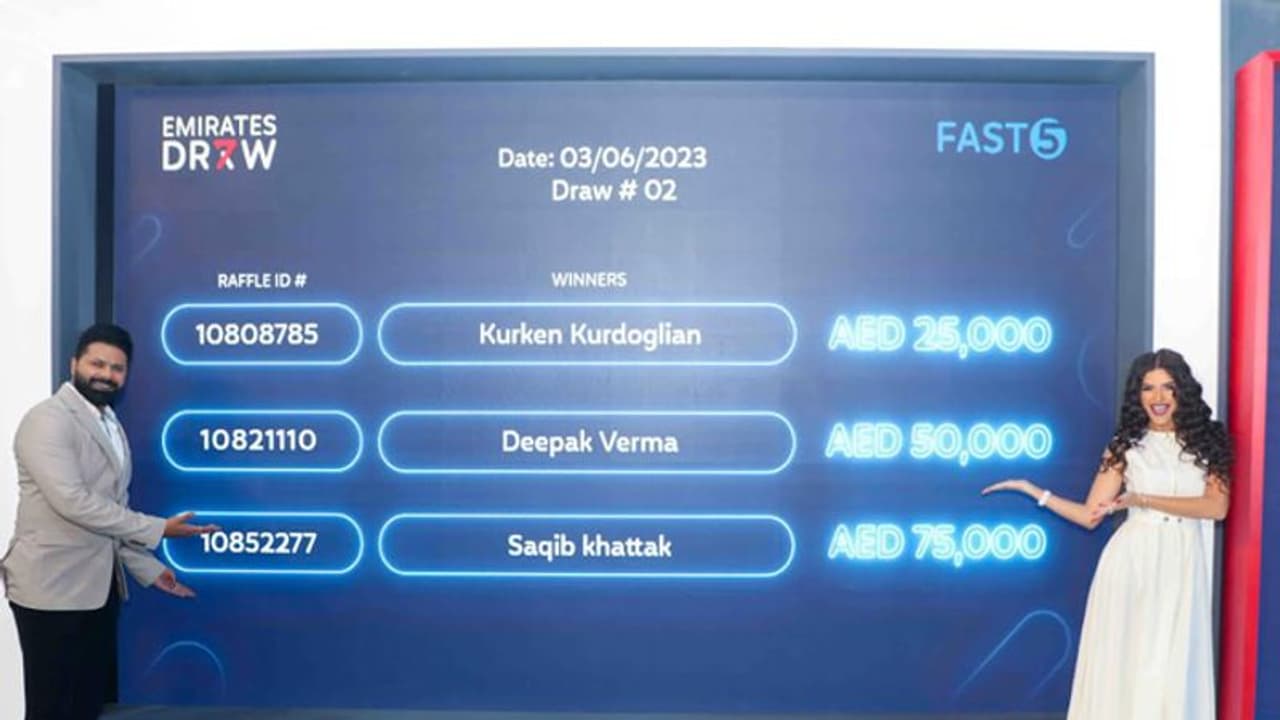 EMIRATES
DR7W
FAST5
Date: 03/06/2023
Draw # 02
RAFFLE ID # WINNERS
10808785 Kurken Kurdoglian AED 25,000
10821110 Deepak Verma AED 50,000
10852277 Saqib khattak AED 75,000